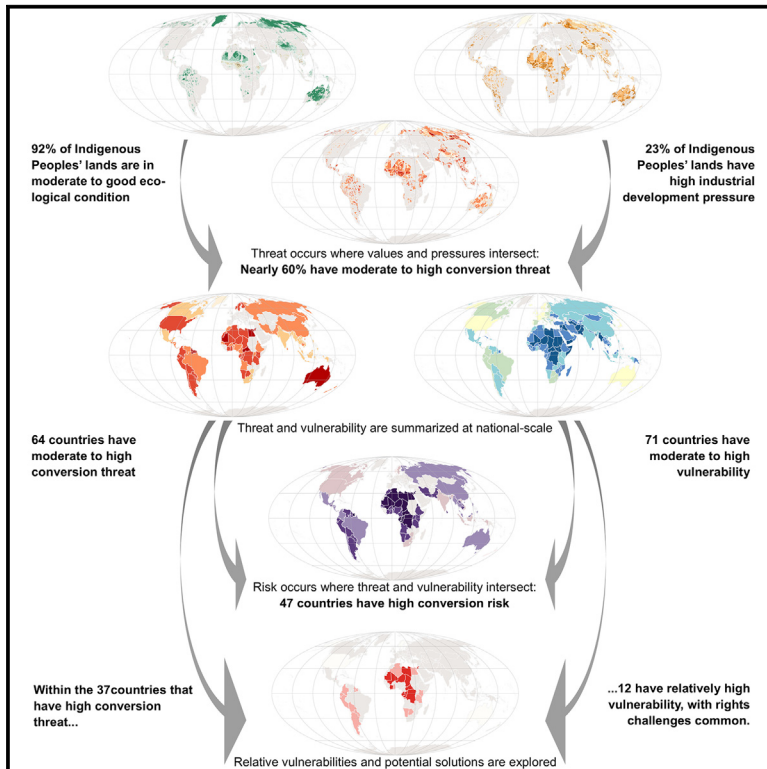 92% of Indigenous
Peoples' lands are in
moderate to good eco-
logical condition
23% of Indigenous
Peoples' lands have
high industrial
development pressure
Threat occurs where values and pressures intersect:
Nearly 60% have moderate to high conversion threat
64 countries have
moderate to high
conversion threat
Threat and vulnerability are summarized at national-scale
71 countries have
moderate to high
vulnerability
Risk occurs where threat and vulnerability intersect:
47 countries have high conversion risk
Within the 37countries that
have high conversion
threat...
...12 have relatively high
vulnerability, with rights
challenges common.
Relative vulnerabilities and potential solutions are explored